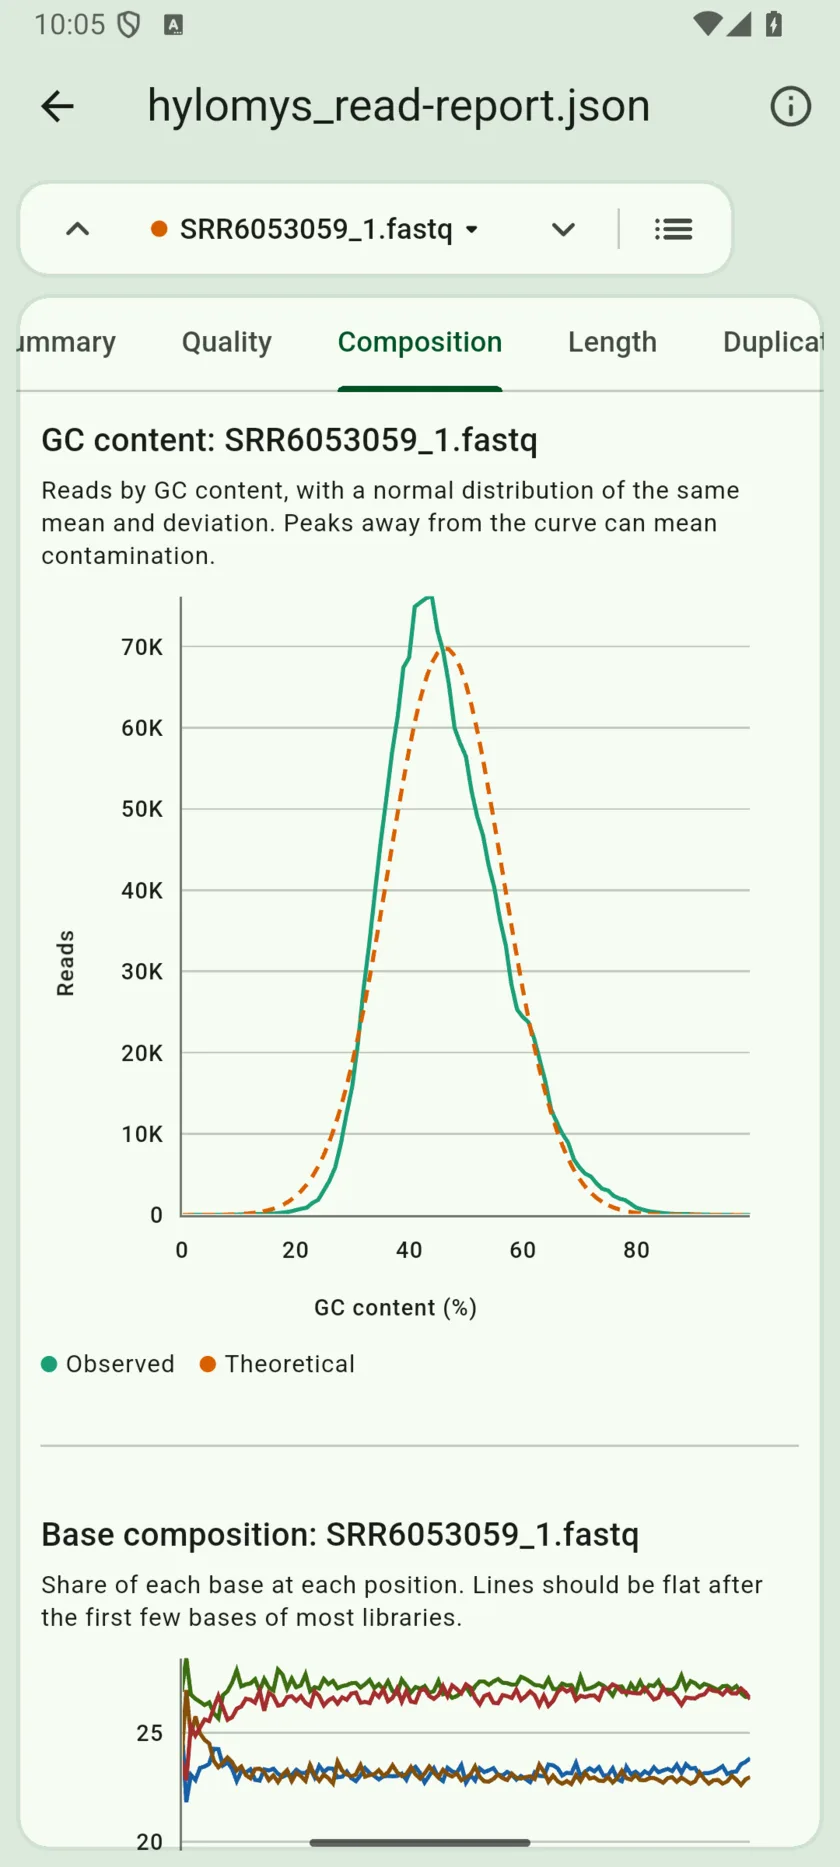 10:05
hylomys_read-report.json
SRR6053059_1.fastq
ummary Quality Composition Length Duplicat
GC content: SRR6053059_1.fastq
Reads by GC content, with a normal distribution of the same
mean and deviation. Peaks away from the curve can mean
contamination.
70K
60K
50K
40K
30K
20K
10K
0
Reads
0 20 40 60 80
GC content (%)
Observed Theoretical
Base composition: SRR6053059_1.fastq
Share of each base at each position. Lines should be flat after
the first few bases of most libraries.
25
20